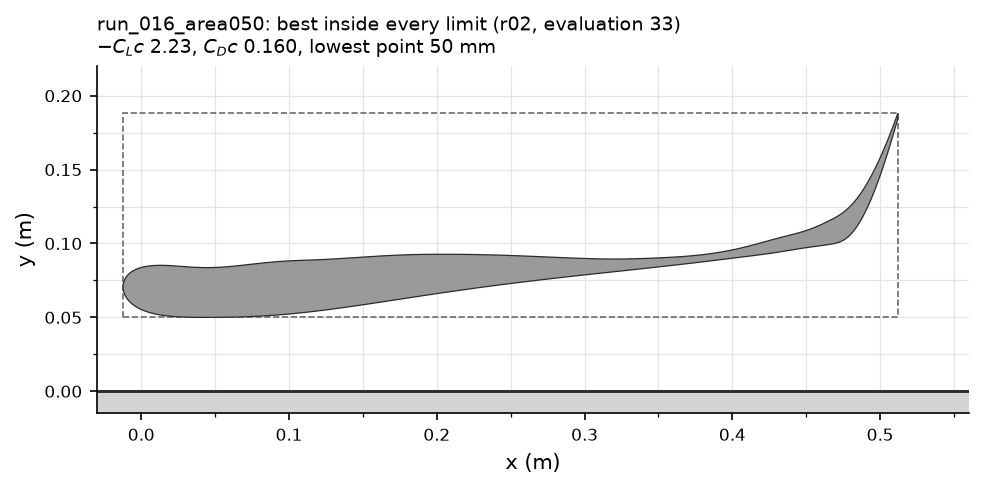 run_016_area050: best inside every limit (r02, evaluation 33)
−C_Lc 2.23, C_Dc 0.160, lowest point 50 mm
0.20
0.15
0.10
0.05
0.00
y (m)
0.0 0.1 0.2 0.3 0.4 0.5
x (m)